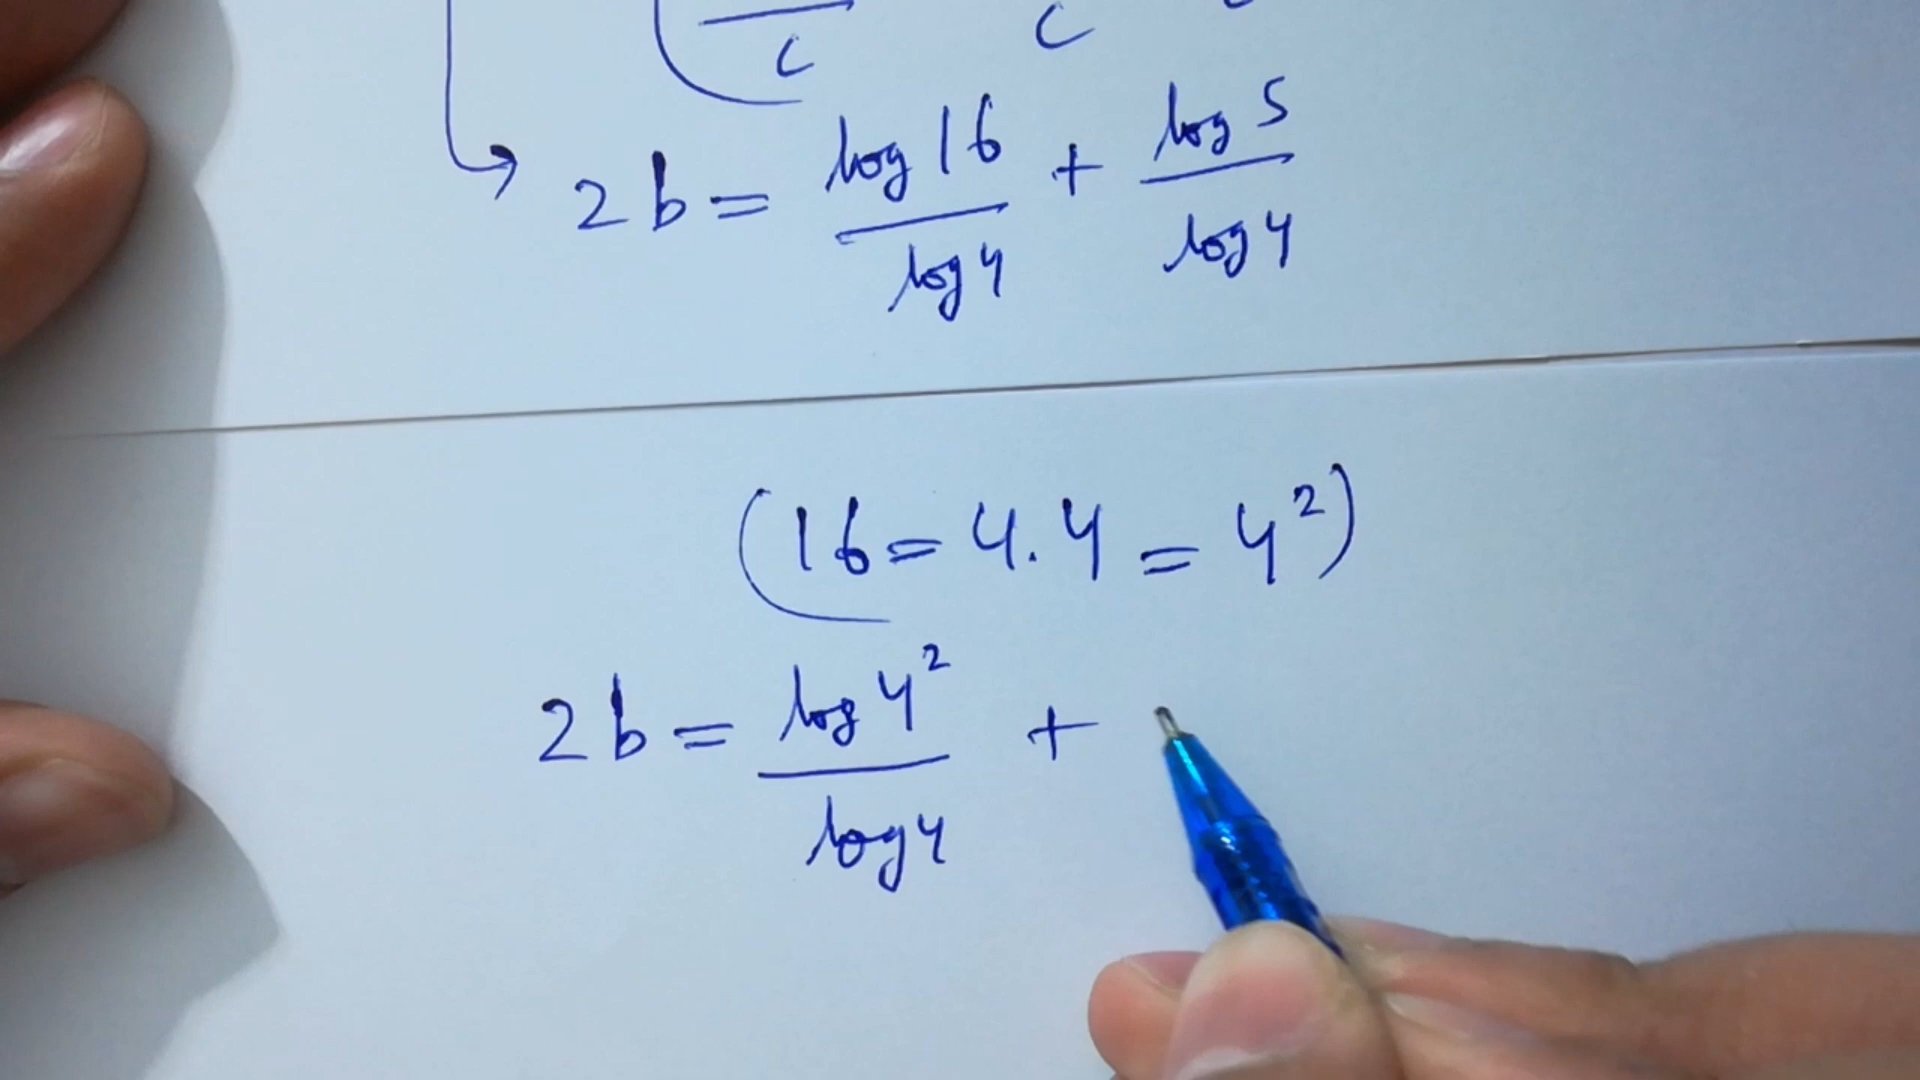 c c
2b = log 16 / log 4 + log 5 / log 4
(16 = 4.4 = 4²)
2b = log 4² / log 4 +